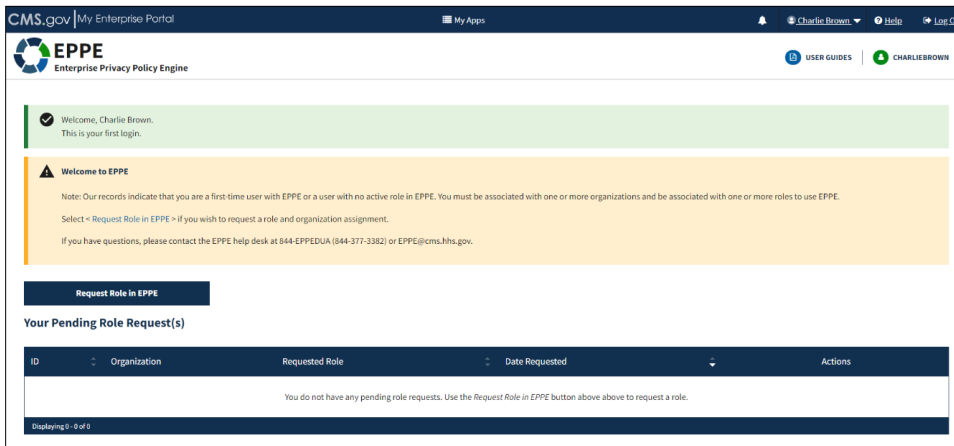 CMS.gov My Enterprise Portal
My Apps
Charlie Brown
Help
Log
EPPE
Enterprise Privacy Policy Engine
USER GUIDES
CHARLIEBROWN
Welcome, Charlie Brown.
This is your first login.
Welcome to EPPE
Note: Our records indicate that you are a first-time user with EPPE or a user with no active role in EPPE. You must be associated with one or more organizations and be associated with one or more roles to use EPPE.
Select < Request Role in EPPE > if you wish to request a role and organization assignment.
If you have questions, please contact the EPPE help desk at 844-EPPEDUA (844-377-3382) or EPPE@cms.hhs.gov.
Request Role in EPPE
Your Pending Role Request(s)
ID Organization Requested Role Date Requested Actions
You do not have any pending role requests. Use the Request Role in EPPE button above above to request a role.
Displaying 0 - 0 of 0